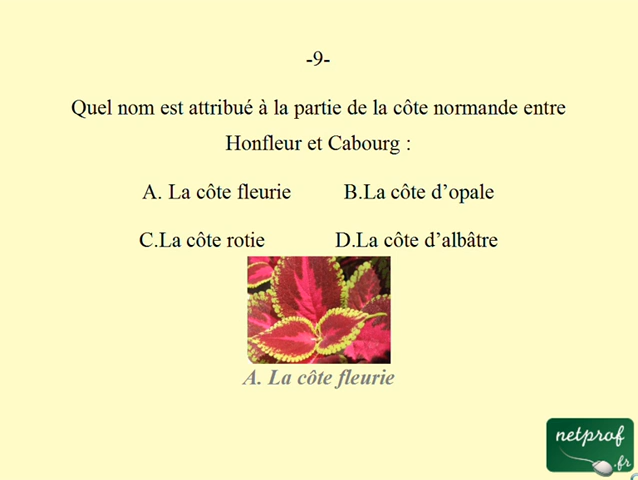 -9-
Quel nom est attribué à la partie de la côte normande entre
Honfleur et Cabourg :
A. La côte fleurie B.La côte d’opale
C.La côte rotie D.La côte d’albâtre
A. La côte fleurie
netprof
.fr